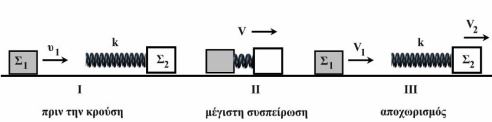 V₂
υ₁ k V V₁ k
Σ₁ Σ₂ Σ₁ Σ₂
I II III
πριν την κρούση μέγιστη συσπείρωση αποχωρισμός